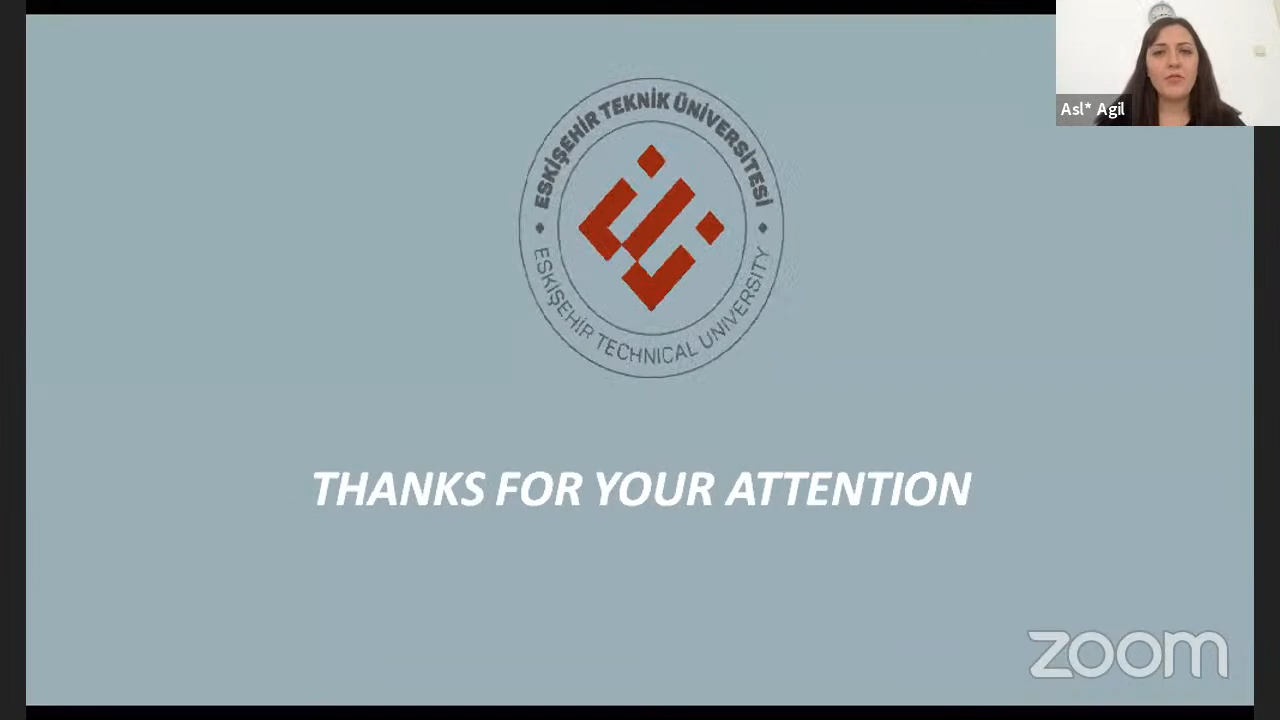 Asl* Agil
ESKİŞEHİR TEKNİK ÜNİVERSİTESİ
ESKİŞEHİR TECHNICAL UNIVERSITY
THANKS FOR YOUR ATTENTION
zoom